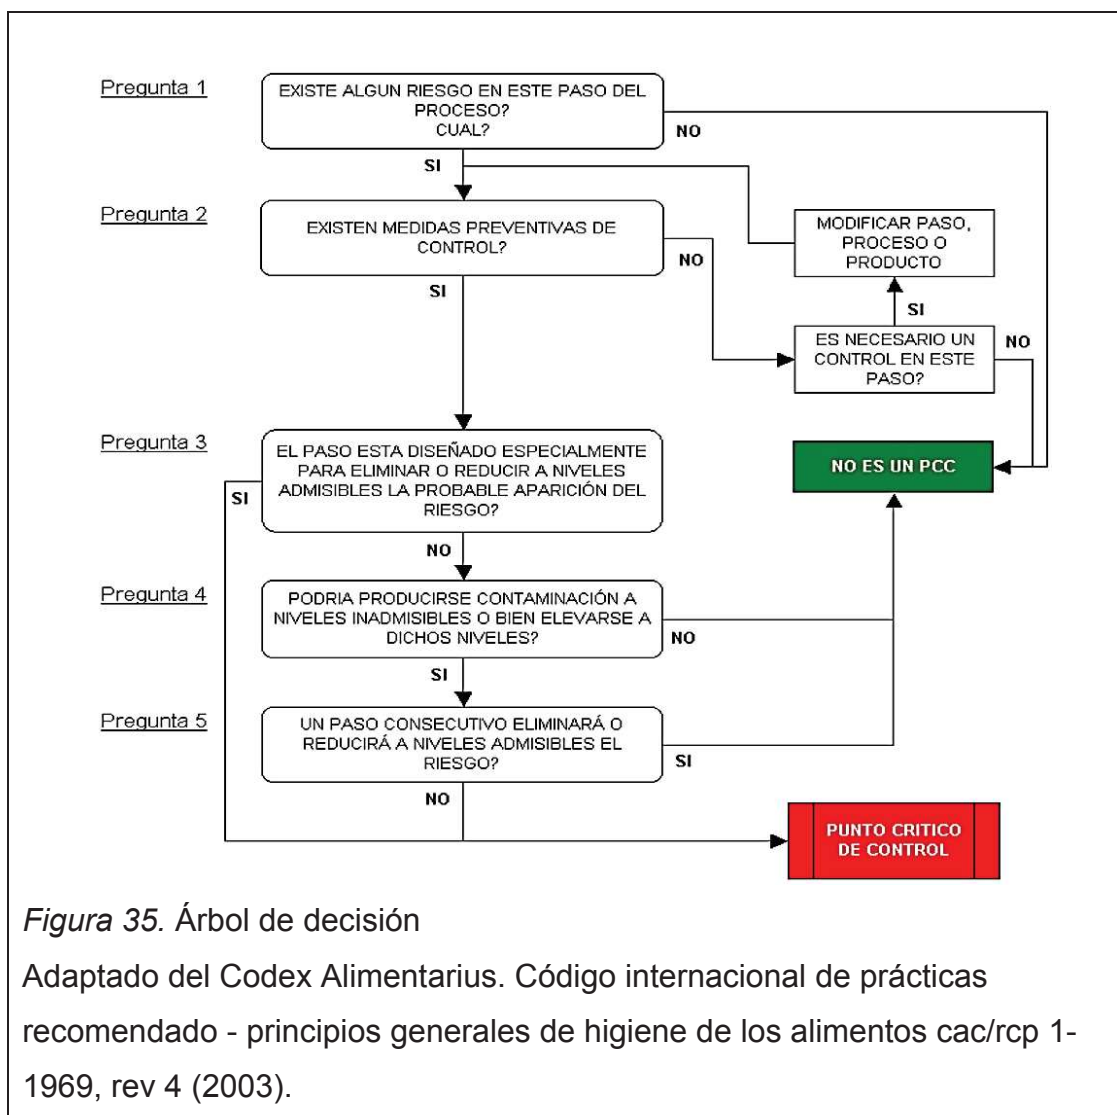 Pregunta 1
EXISTE ALGUN RIESGO EN ESTE PASO DEL
PROCESO?
CUAL?
NO
SI
Pregunta 2
EXISTEN MEDIDAS PREVENTIVAS DE
CONTROL?
NO
SI
MODIFICAR PASO,
PROCESO O
PRODUCTO
SI
ES NECESARIO UN
CONTROL EN ESTE
PASO?
NO
Pregunta 3
EL PASO ESTA DISEÑADO ESPECIALMENTE
PARA ELIMINAR O REDUCIR A NIVELES
ADMISIBLES LA PROBABLE APARICIÓN DEL
RIESGO?
SI
NO
NO ES UN PCC
Pregunta 4
PODRIA PRODUCIRSE CONTAMINACIÓN A
NIVELES INADMISIBLES O BIEN ELEVARSE A
DICHOS NIVELES?
NO
SI
Pregunta 5
UN PASO CONSECUTIVO ELIMINARÁ O
REDUCIRÁ A NIVELES ADMISIBLES EL
RIESGO?
SI
NO
PUNTO CRITICO
DE CONTROL
Figura 35. Árbol de decisión
Adaptado del Codex Alimentarius. Código internacional de prácticas
recomendado - principios generales de higiene de los alimentos cac/rcp 1-
1969, rev 4 (2003).